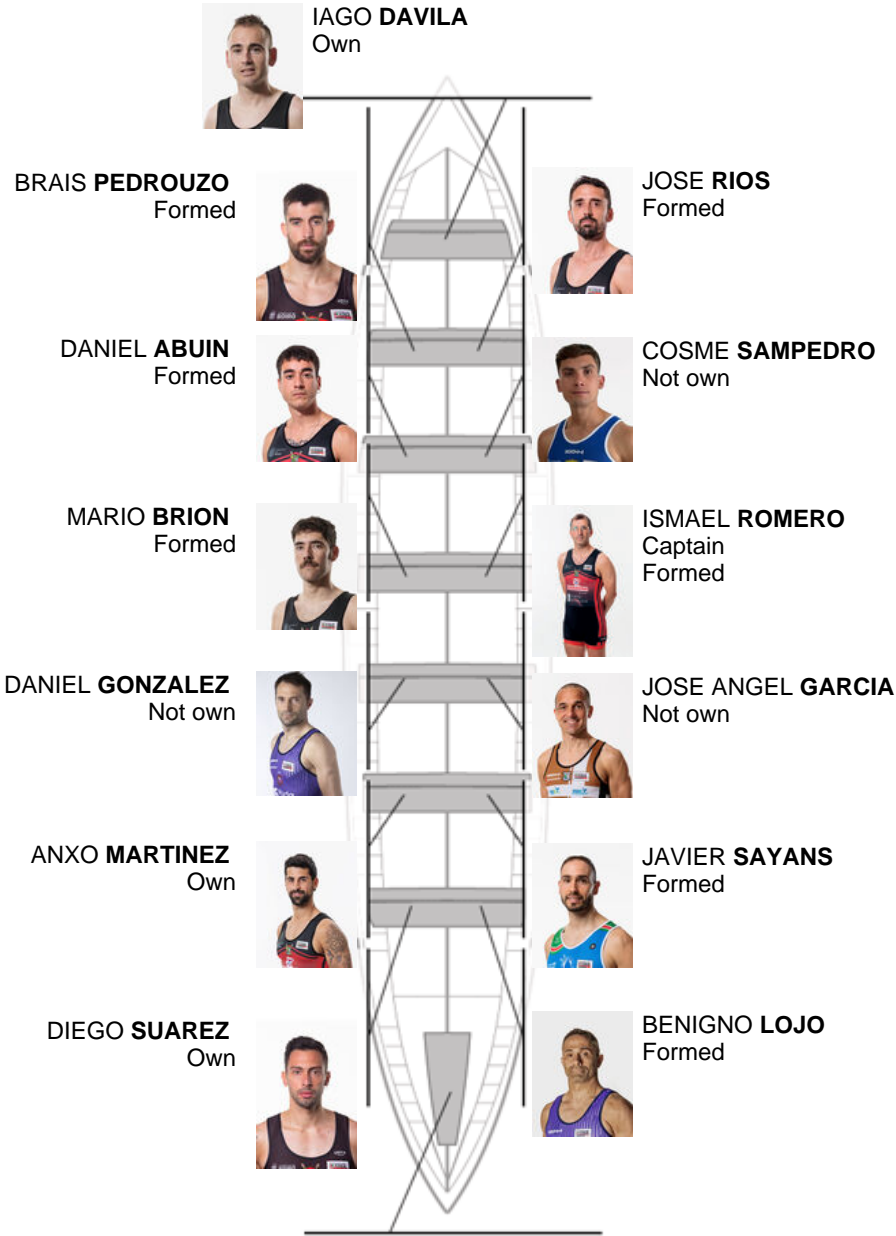 IAGO DAVILA
Own
BRAIS PEDROUZO
Formed
JOSE RIOS
Formed
DANIEL ABUIN
Formed
COSME SAMPEDRO
Not own
MARIO BRION
Formed
ISMAEL ROMERO
Captain
Formed
DANIEL GONZALEZ
Not own
JOSE ANGEL GARCIA
Not own
ANXO MARTINEZ
Own
JAVIER SAYANS
Formed
DIEGO SUAREZ
Own
BENIGNO LOJO
Formed